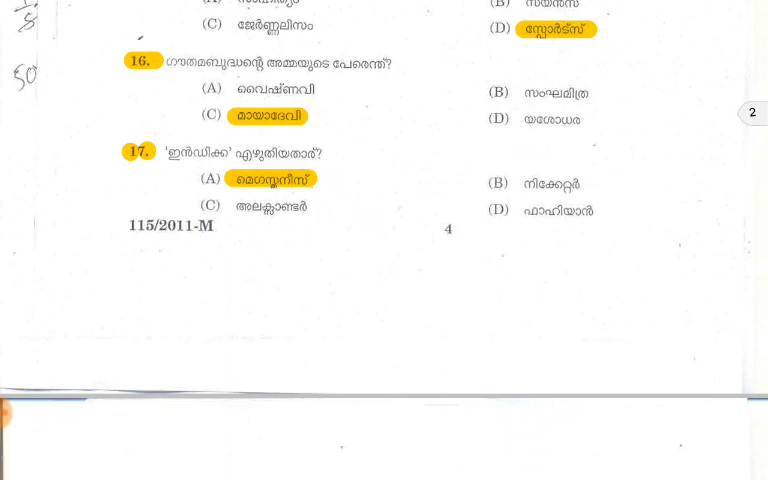 (A) സാഹിത്യം (B) സയൻസ്
(C) ജേർണ്ണലിസം (D) സ്പോർട്സ്
50
16. ഗൗതമബുദ്ധന്റെ അമ്മയുടെ പേരെന്ത്?
(A) വൈഷ്ണവി (B) സംഘമിത്ര
(C) മായാദേവി (D) യശോധര
2
17. 'ഇൻഡിക്ക' എഴുതിയതാര്?
(A) മെഗസ്തനീസ് (B) നിക്കേറ്റർ
(C) അലക്സാണ്ടർ (D) ഫാഹിയാൻ
115/2011-M 4